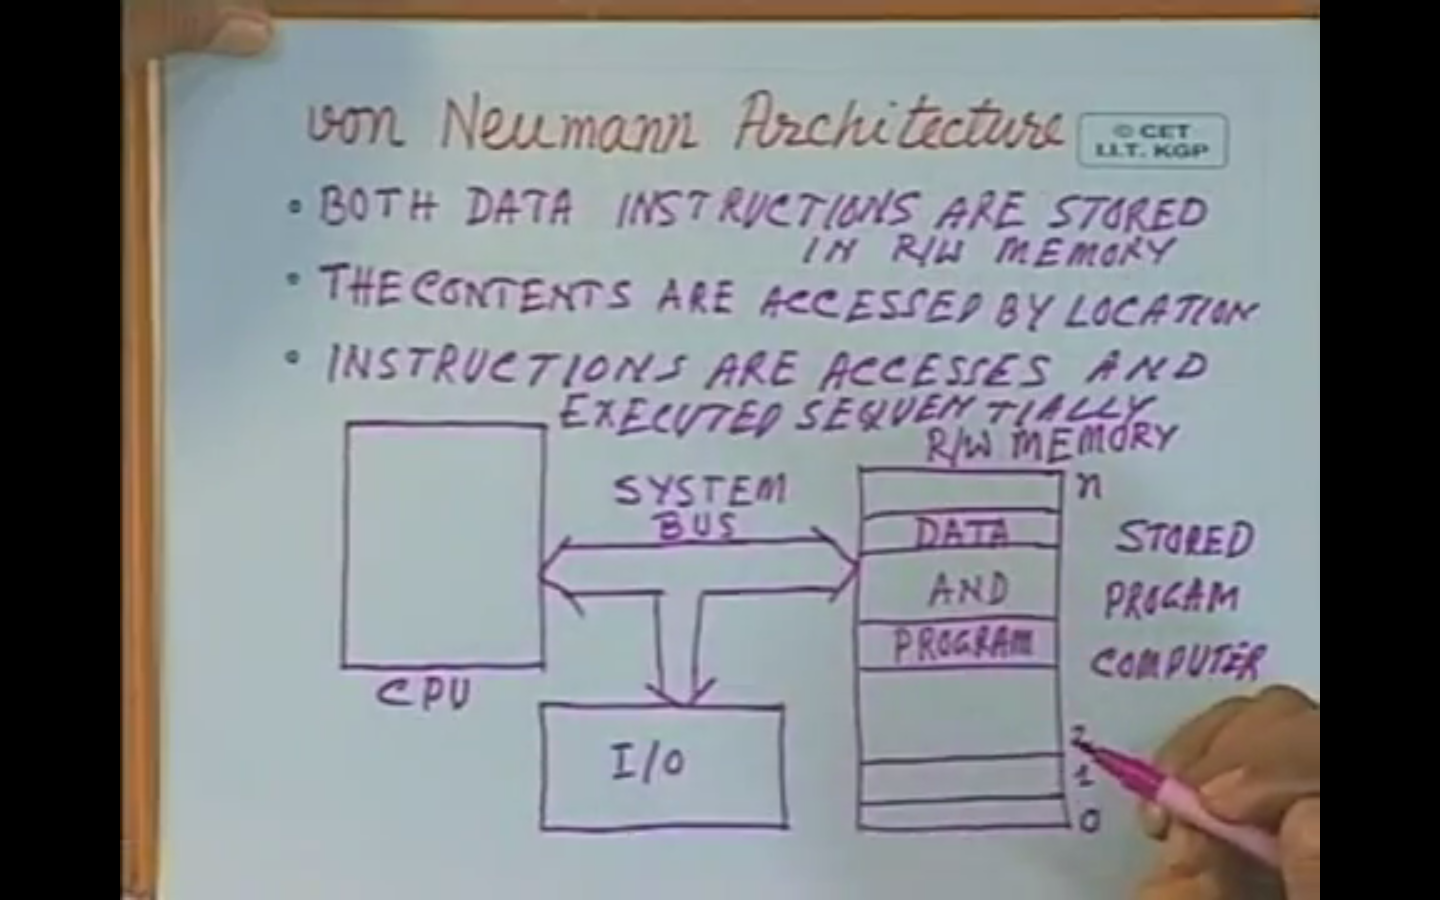 von Neumann Architecture
© CET
I.I.T. KGP
• BOTH DATA INSTRUCTIONS ARE STORED
IN R/W MEMORY
• THE CONTENTS ARE ACCESSED BY LOCATION
• INSTRUCTIONS ARE ACCESSES AND
EXECUTED SEQUENTIALLY
R/W MEMORY
SYSTEM
BUS
n
DATA
AND
PROGRAM
STORED
PROGAM
COMPUTER
CPU
I/O
2
1
0